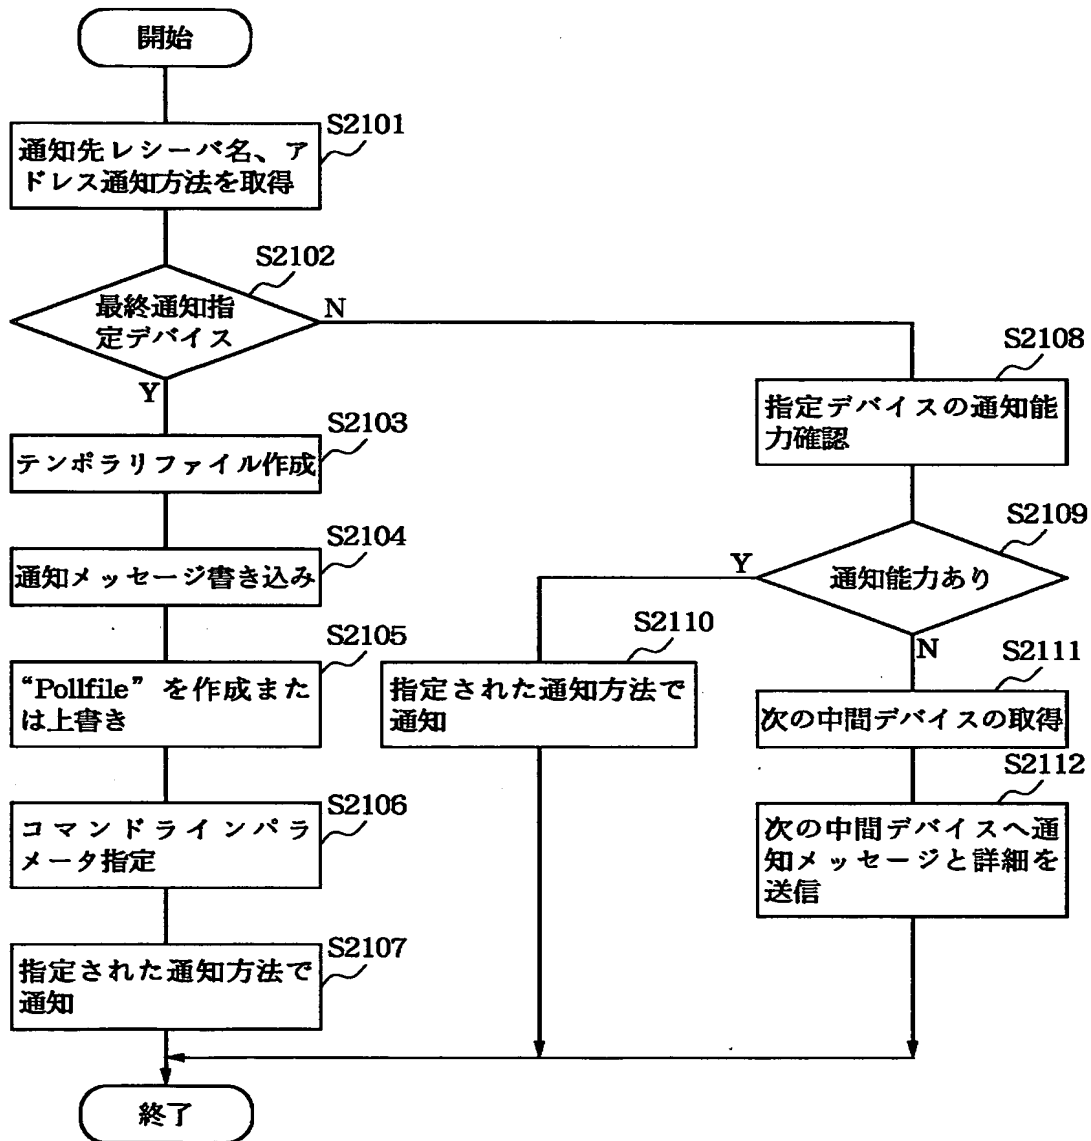 開始
S2101
通知先レシーバ名、ア
ドレス通知方法を取得
S2102
最終通知指
定デバイス
N
Y
S2103
テンポラリファイル作成
S2104
通知メッセージ書き込み
S2105
“Pollfile”を作成また
は上書き
S2106
コマンドラインパラ
メータ指定
S2107
指定された通知方法で
通知
S2108
指定デバイスの通知能
力確認
S2109
通知能力あり
Y
N
S2110
指定された通知方法で
通知
S2111
次の中間デバイスの取得
S2112
次の中間デバイスへ通
知メッセージと詳細を
送信
終了